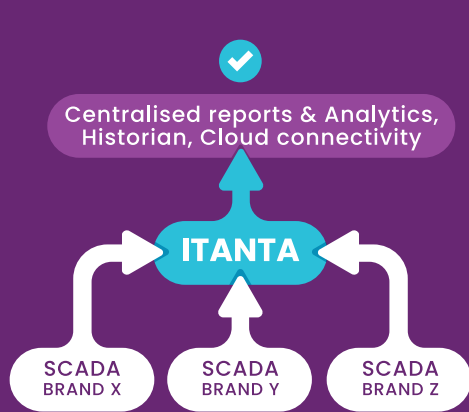 Centralised reports & Analytics,
Historian, Cloud connectivity
ITANTA
SCADA
BRAND X
SCADA
BRAND Y
SCADA
BRAND Z